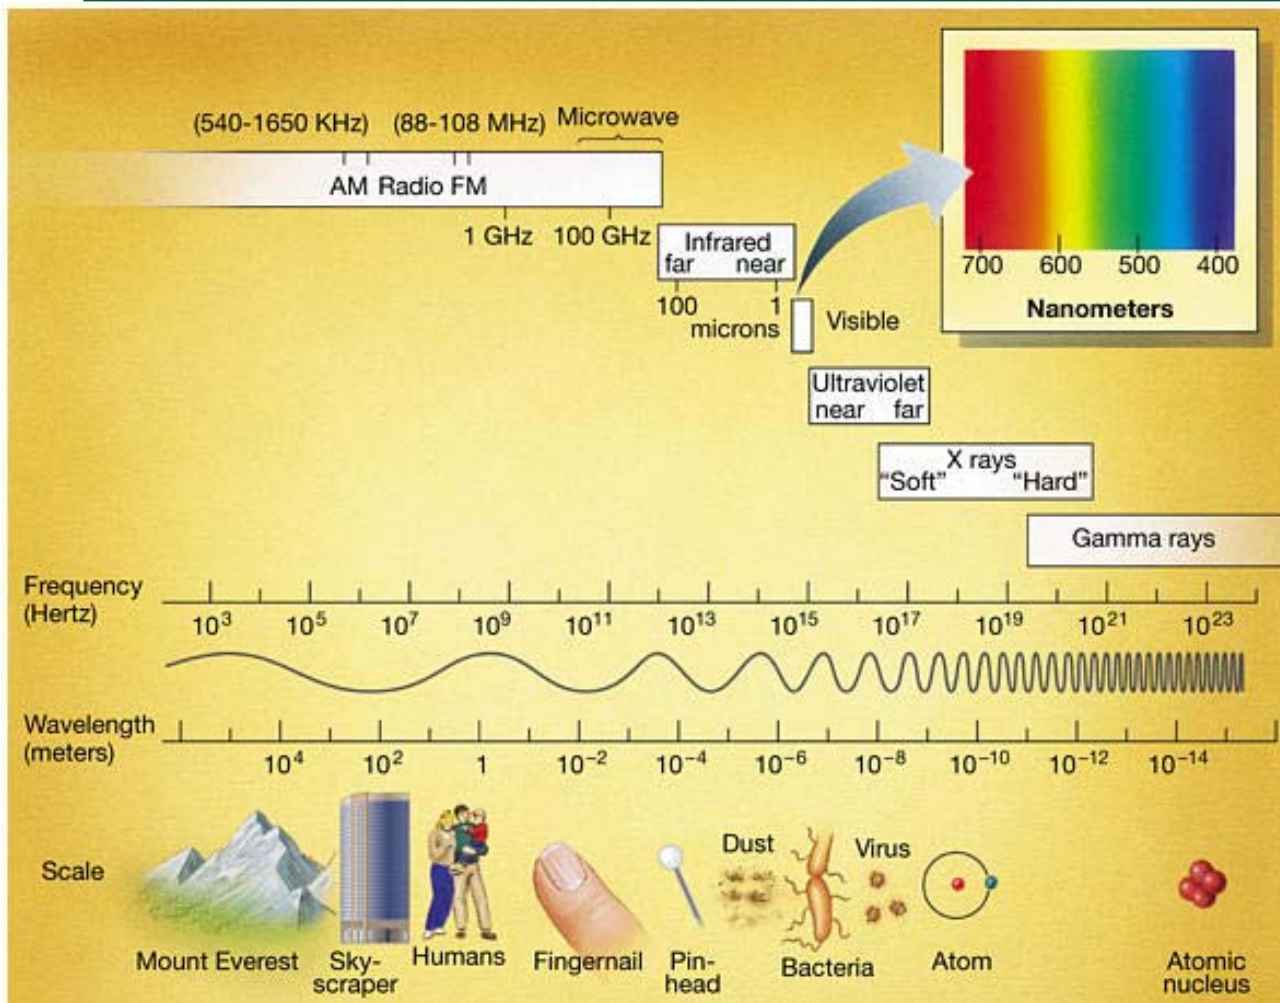 (540-1650 KHz) (88-108 MHz) Microwave
AM Radio FM
1 GHz 100 GHz
Infrared
far near
100 1
microns
Visible
700 600 500 400
Nanometers
Ultraviolet
near far
X rays
“Soft” “Hard”
Gamma rays
Frequency
(Hertz)
10³ 10⁵ 10⁷ 10⁹ 10¹¹ 10¹³ 10¹⁵ 10¹⁷ 10¹⁹ 10²¹ 10²³
Wavelength
(meters)
10⁴ 10² 1 10⁻² 10⁻⁴ 10⁻⁶ 10⁻⁸ 10⁻¹⁰ 10⁻¹² 10⁻¹⁴
Scale
Dust
Virus
Mount Everest
Sky-
scraper
Humans
Fingernail
Pin-
head
Bacteria
Atom
Atomic
nucleus